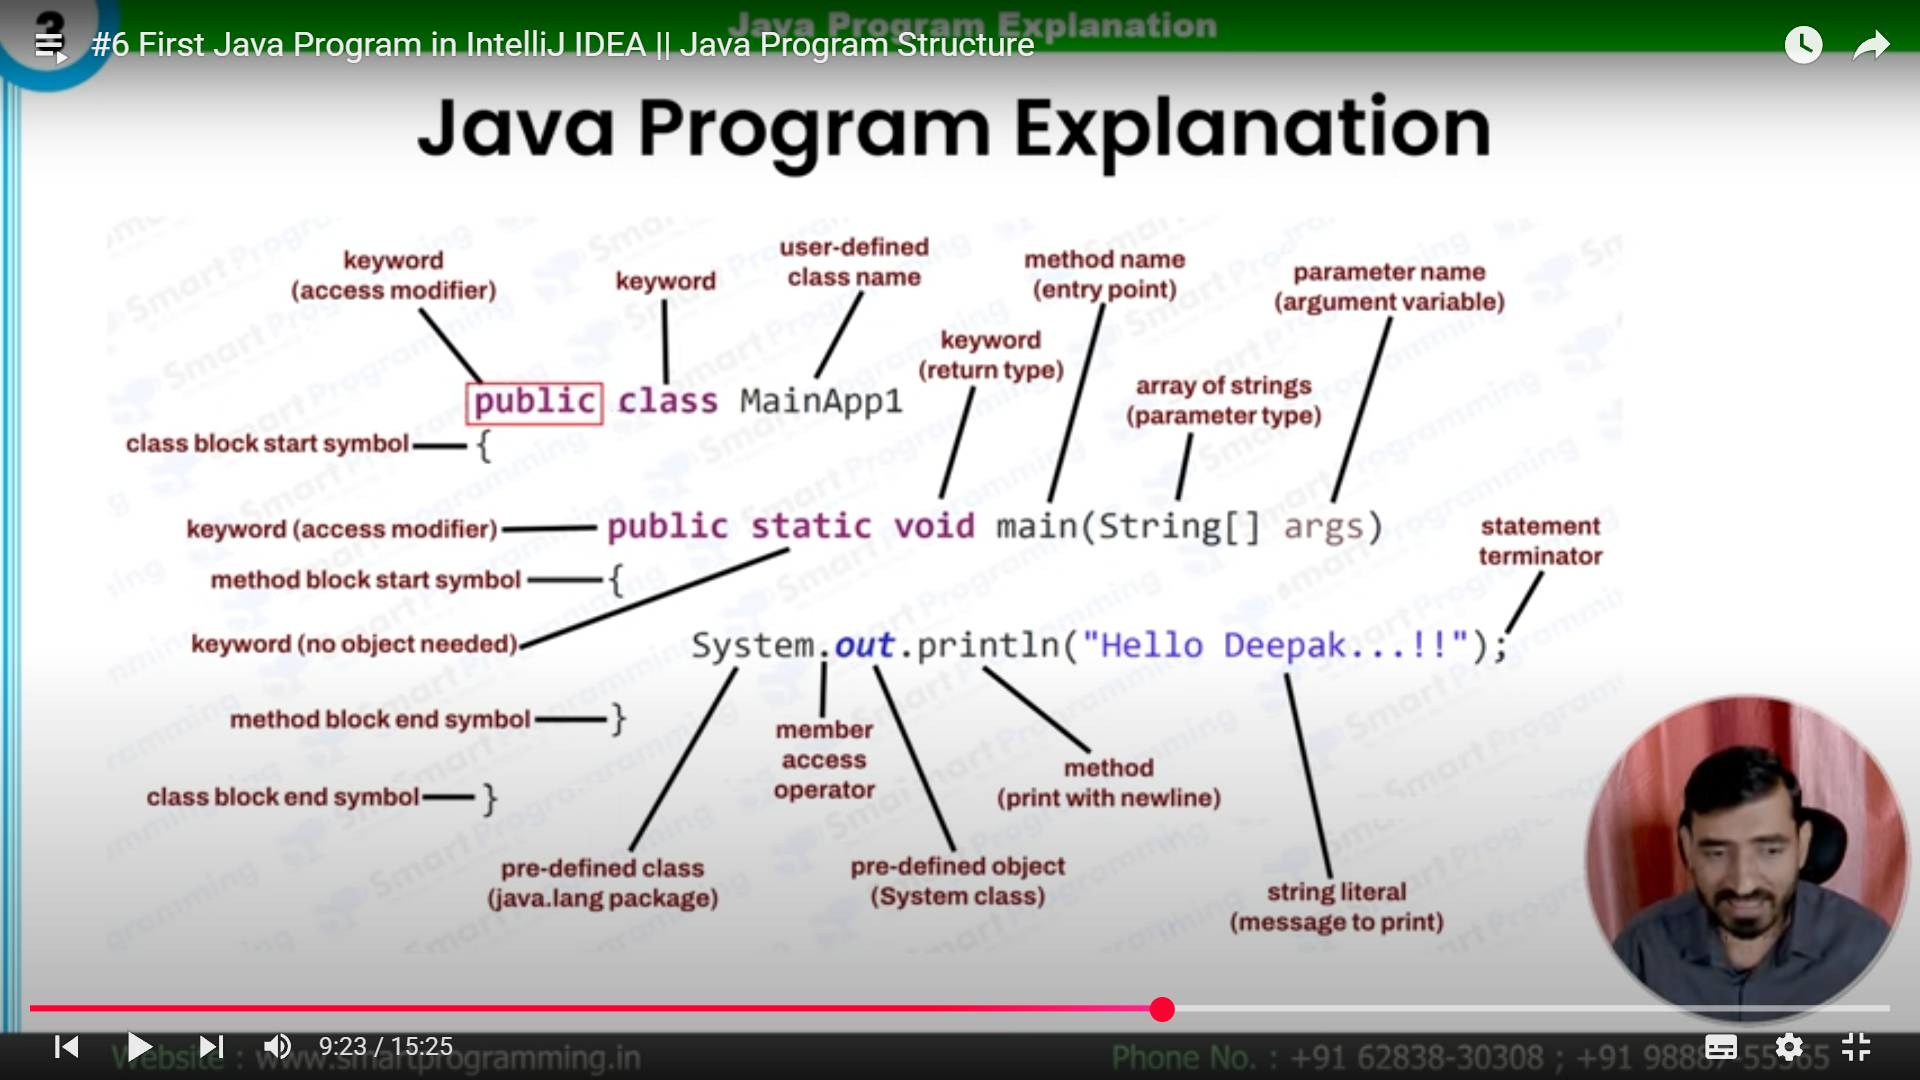 Java Program Explanation
#6 First Java Program in IntelliJ IDEA || Java Program Structure
Java Program Explanation
keyword
(access modifier)
keyword
user-defined
class name
method name
(entry point)
parameter name
(argument variable)
keyword
(return type)
array of strings
(parameter type)
public class MainApp1
class block start symbol {
keyword (access modifier) public static void main(String[] args)
statement
terminator
method block start symbol {
keyword (no object needed)
System.out.println("Hello Deepak...!!");
method block end symbol }
member
access
operator
method
(print with newline)
class block end symbol }
pre-defined class
(java.lang package)
pre-defined object
(System class)
string literal
(message to print)
9:23 / 15:25
Website : www.smartprogramming.in
Phone No. : +91 62838-30308 ; +91